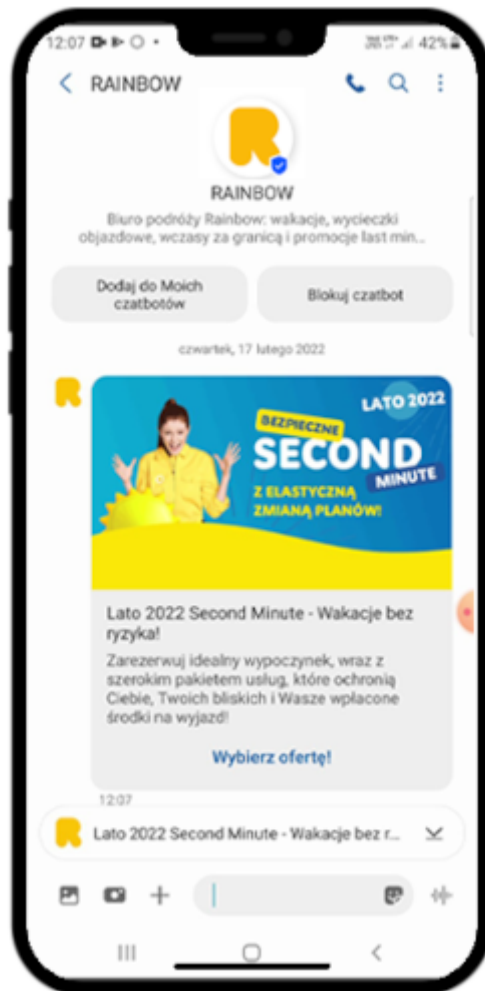 12:07
42%
RAINBOW
RAINBOW
Biuro podróży Rainbow: wakacje, wycieczki
objazdowe, wczasy za granicą i promocje last min...
Dodaj do Moich
czatbotów
Blokuj czatbot
czwartek, 17 lutego 2022
LATO 2022
BEZPIECZNE
SECOND
MINUTE
Z ELASTYCZNĄ
ZMIANĄ PLANÓW!
Lato 2022 Second Minute - Wakacje bez
ryzyka!
Zarezerwuj idealny wypoczynek, wraz z
szerokim pakietem usług, które ochronią
Ciebie, Twoich bliskich i Wasze wpłacone
środki na wyjazd!
Wybierz ofertę!
12:07
Lato 2022 Second Minute - Wakacje bez r...